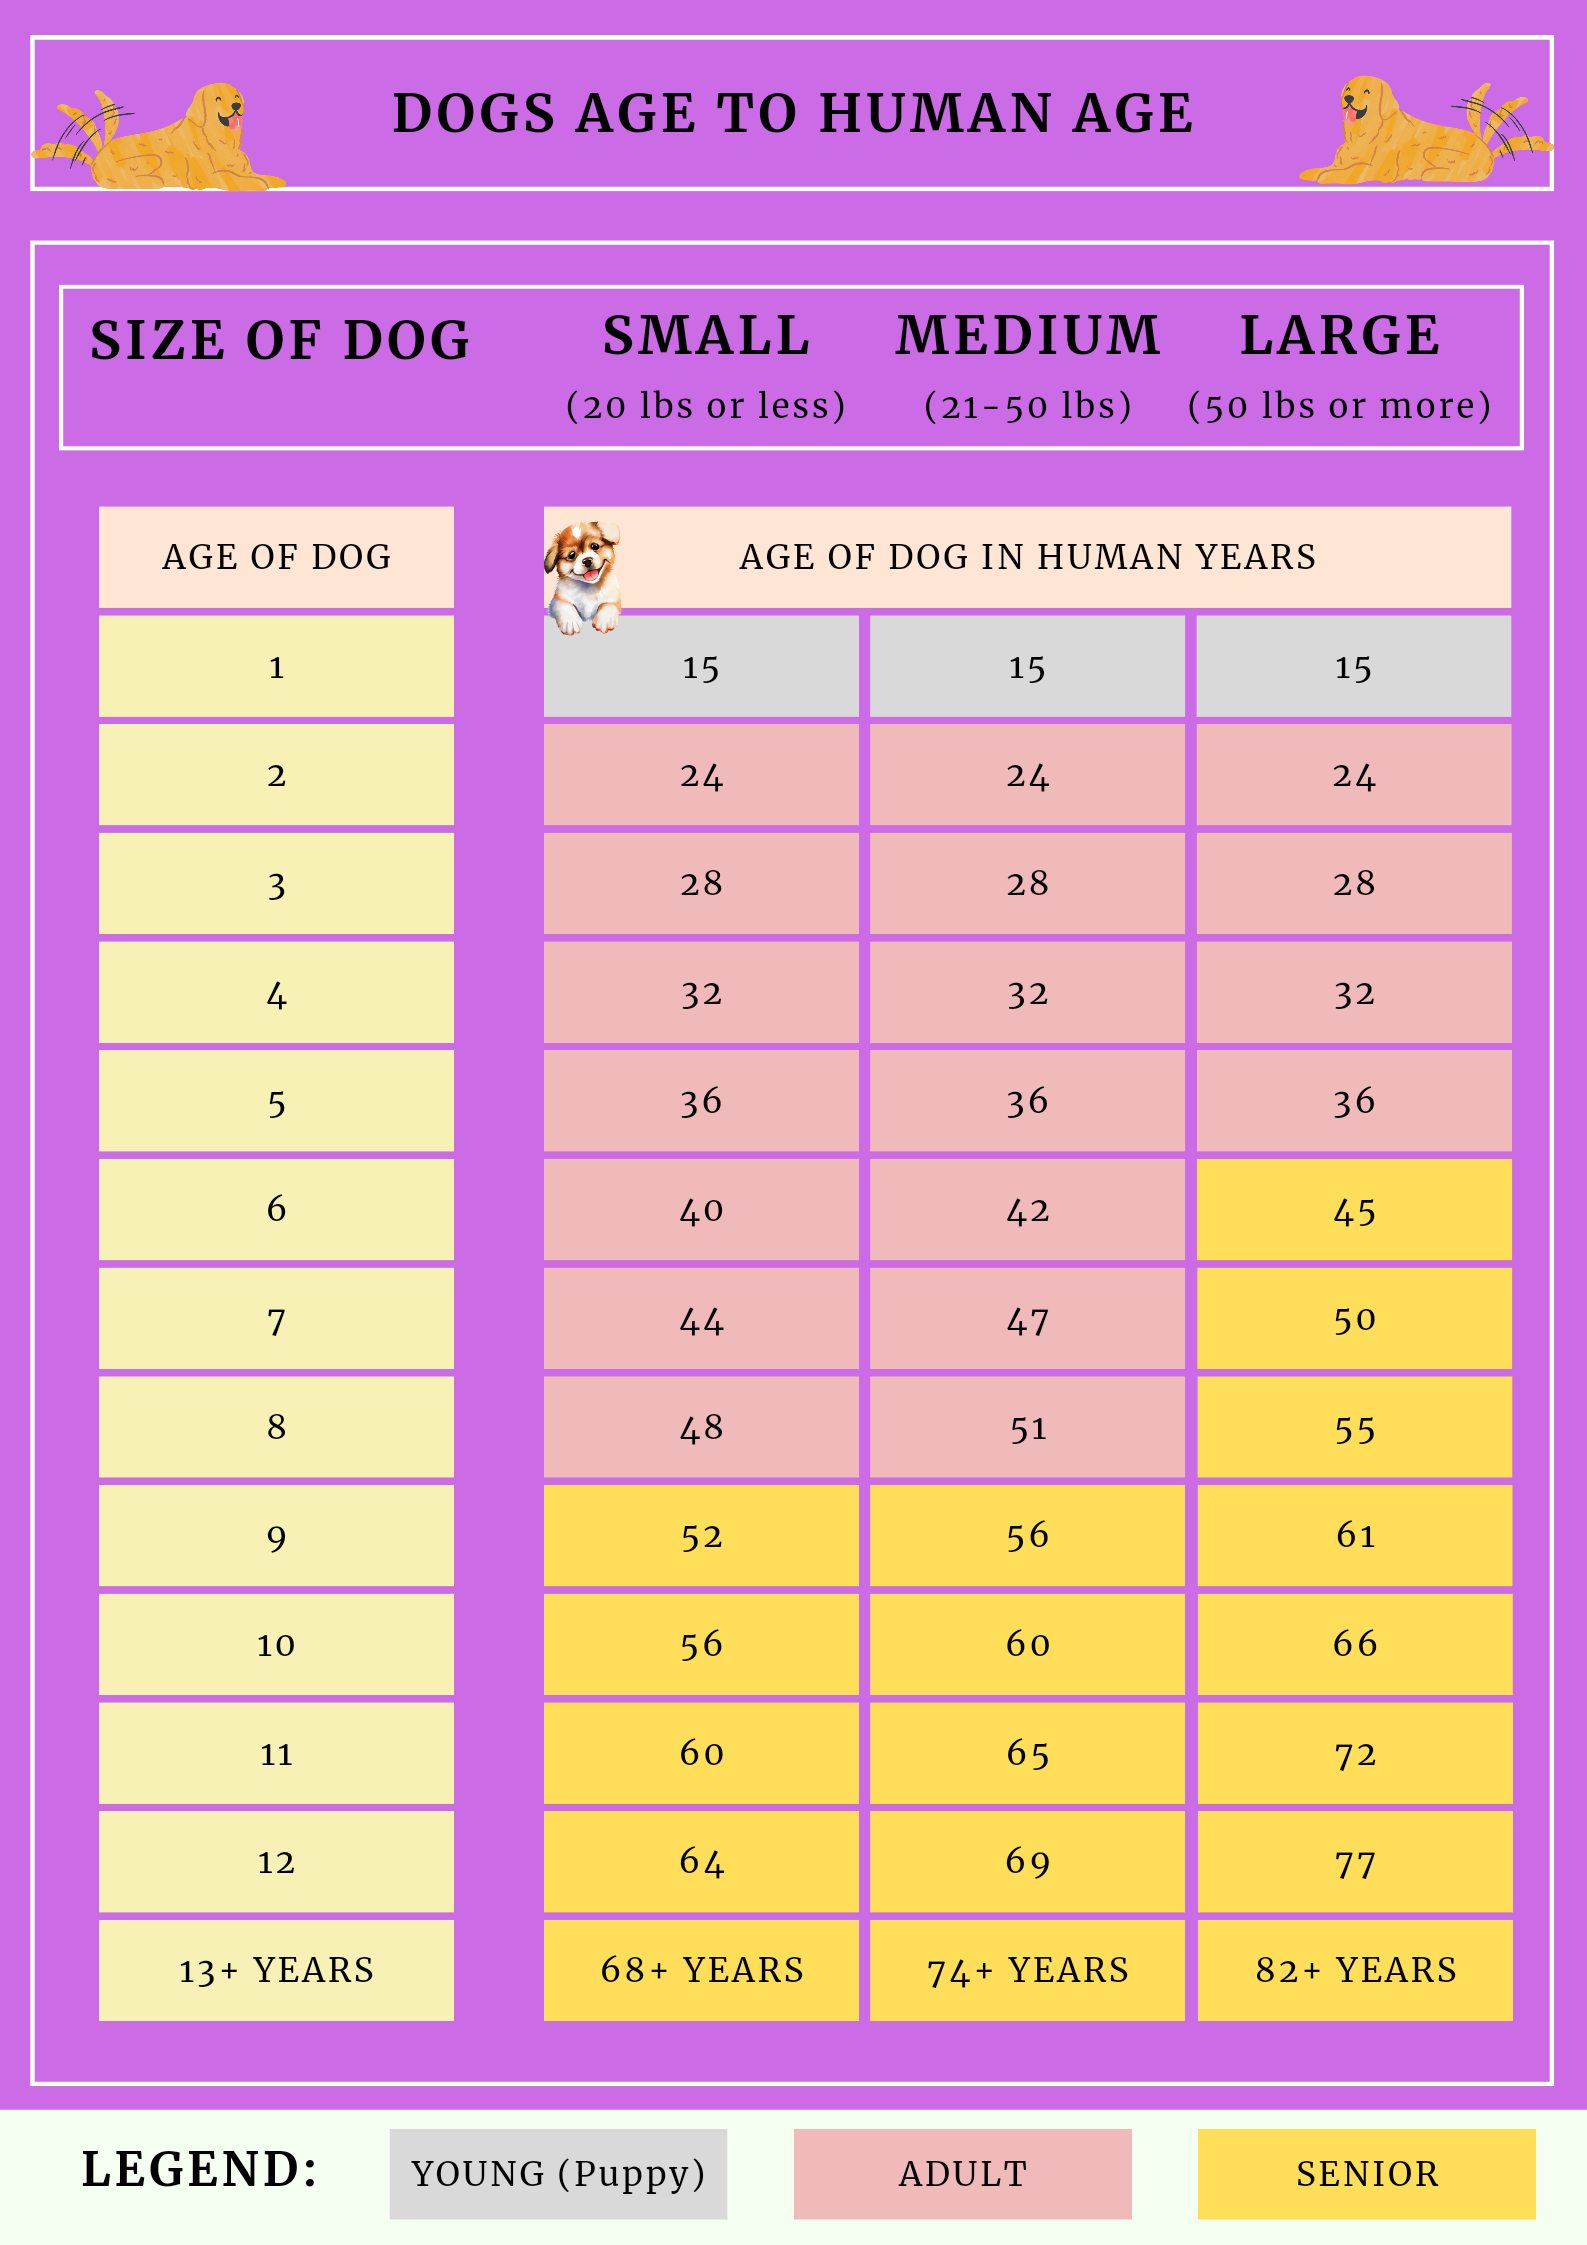 DOGS AGE TO HUMAN AGE
SIZE OF DOG SMALL MEDIUM LARGE
(20 lbs or less) (21-50 lbs) (50 lbs or more)
AGE OF DOG AGE OF DOG IN HUMAN YEARS
1 15 15 15
2 24 24 24
3 28 28 28
4 32 32 32
5 36 36 36
6 40 42 45
7 44 47 50
8 48 51 55
9 52 56 61
10 56 60 66
11 60 65 72
12 64 69 77
13+ YEARS 68+ YEARS 74+ YEARS 82+ YEARS
LEGEND: YOUNG (Puppy) ADULT SENIOR